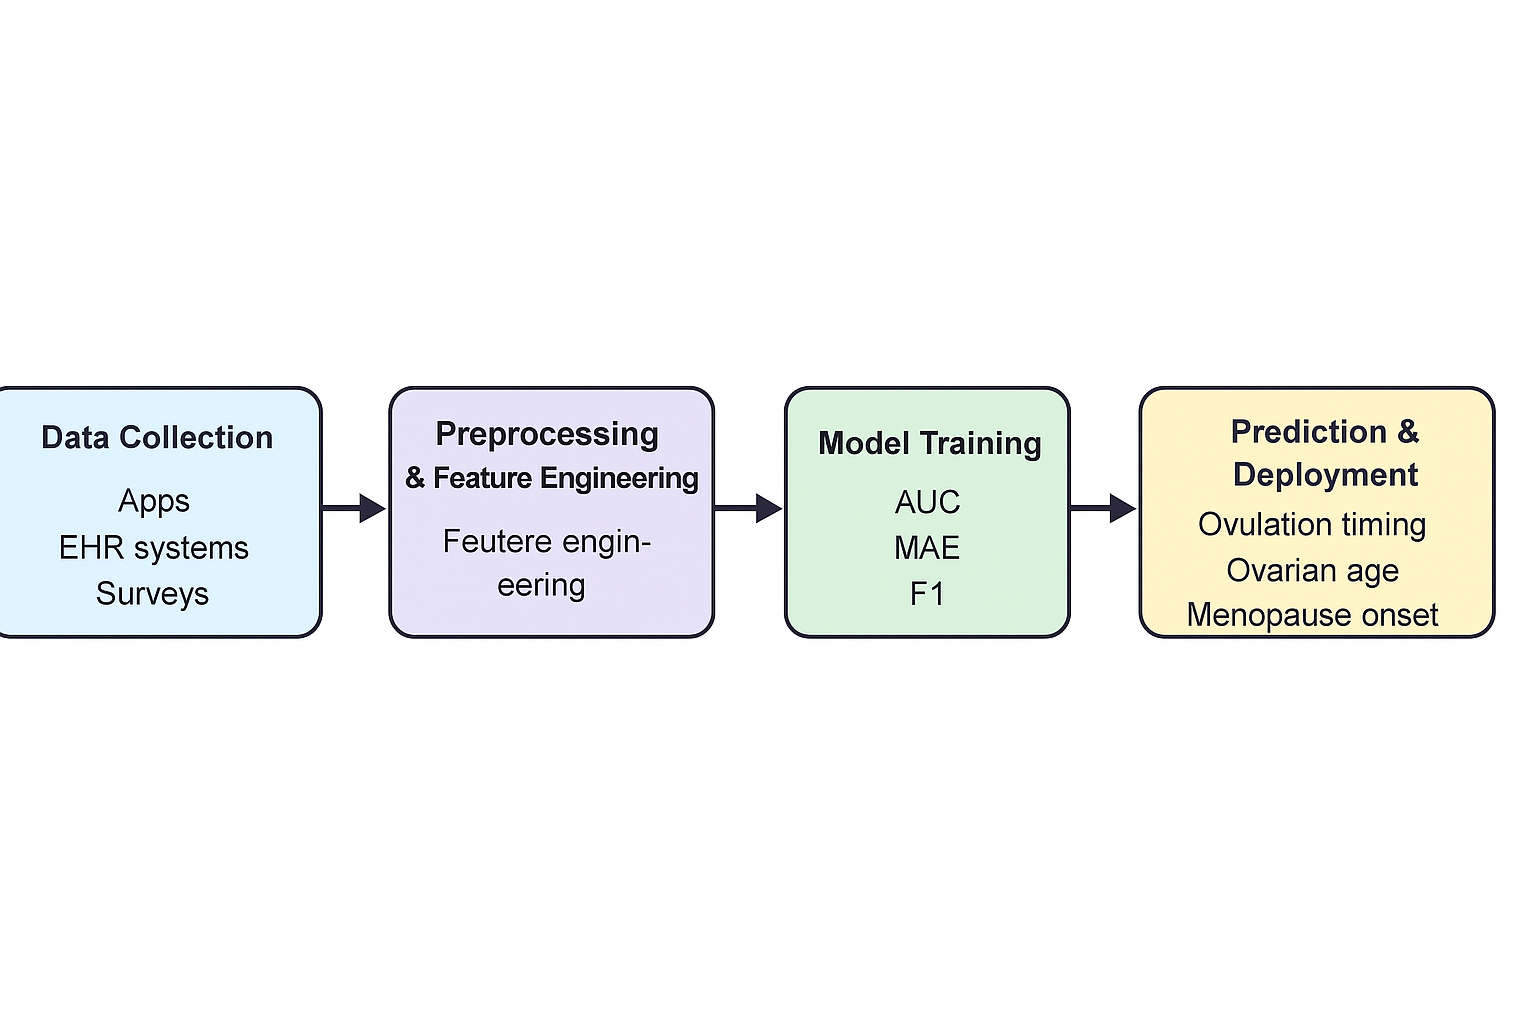 Data Collection
Apps
EHR systems
Surveys
Preprocessing
& Feature Engineering
Feutere engin-
eering
Model Training
AUC
MAE
F1
Prediction &
Deployment
Ovulation timing
Ovarian age
Menopause onset